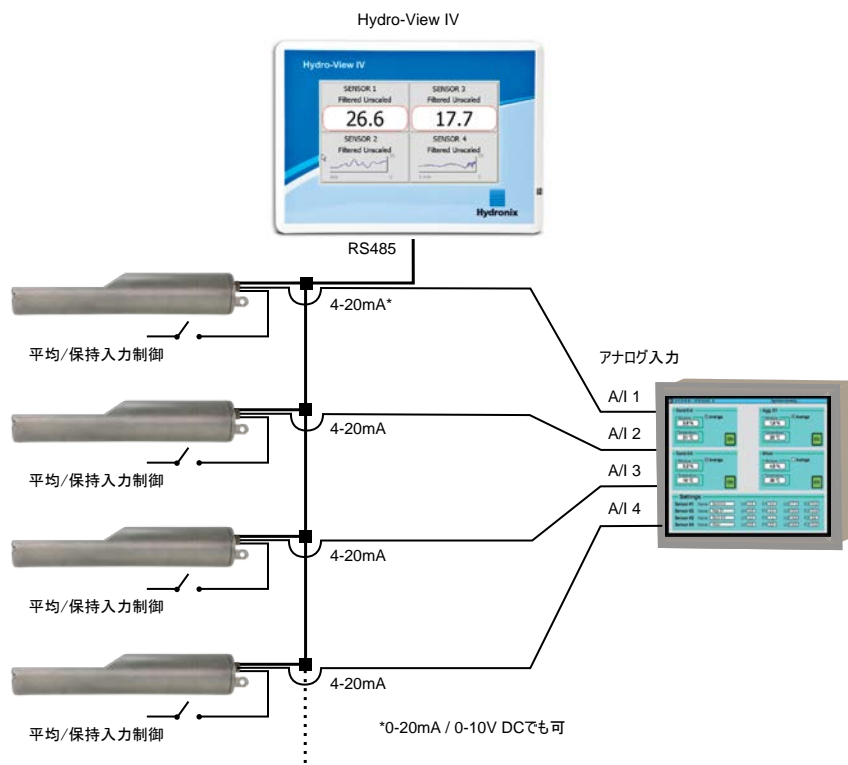 Hydro-View IV
Hydro-View IV
SENSOR 1
Filtered Unscaled
26.6
SENSOR 3
Filtered Unscaled
17.7
SENSOR 2
Filtered Unscaled
SENSOR 4
Filtered Unscaled
Hydronix
RS485
4-20mA*
平均/保持入力制御
アナログ入力
A/I 1
4-20mA
A/I 2
平均/保持入力制御
A/I 3
A/I 4
4-20mA
平均/保持入力制御
Settings
4-20mA
*0-20mA / 0-10V DCでも可
平均/保持入力制御